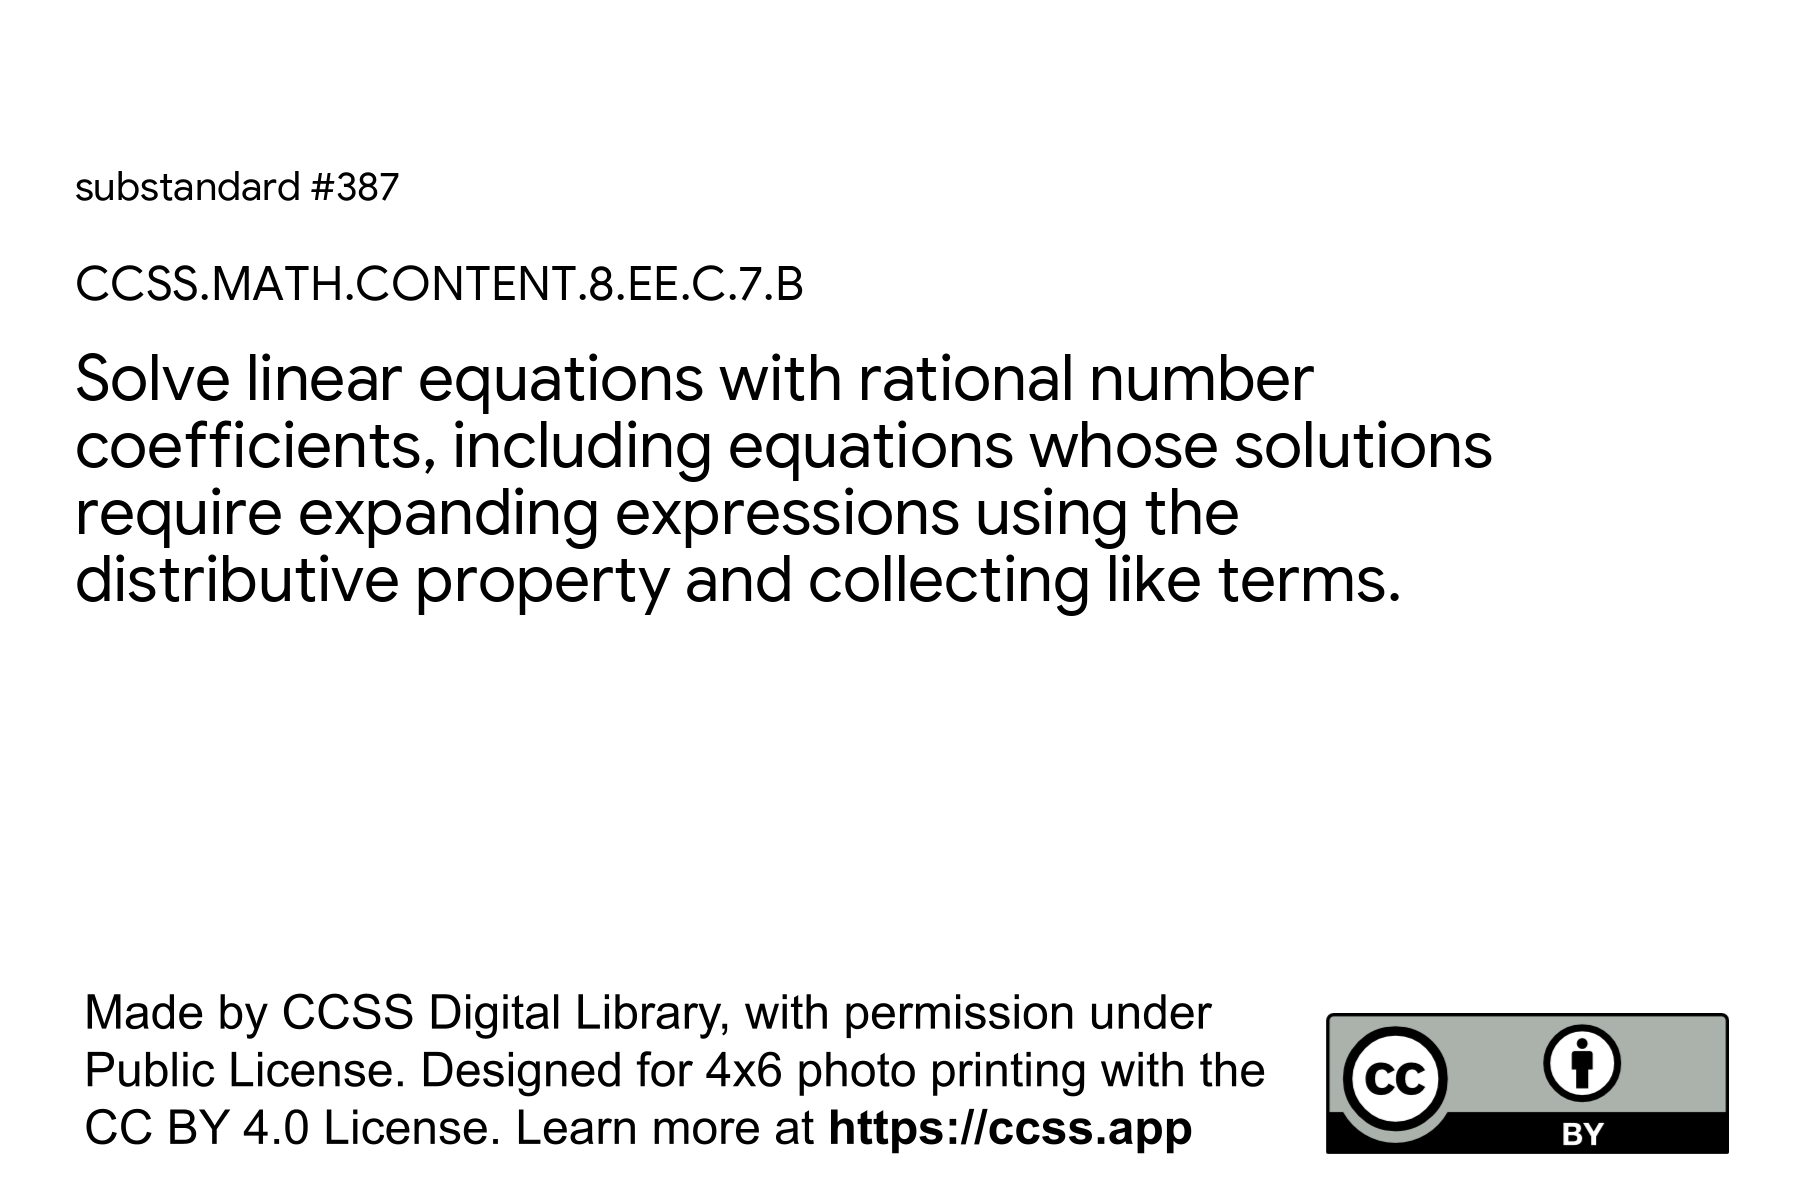 substandard #387
CCSS.MATH.CONTENT.8.EE.C.7.B
Solve linear equations with rational number
coefficients, including equations whose solutions
require expanding expressions using the
distributive property and collecting like terms.
Made by CCSS Digital Library, with permission under
Public License. Designed for 4x6 photo printing with the
CC BY 4.0 License. Learn more at https://ccss.app
cc
BY